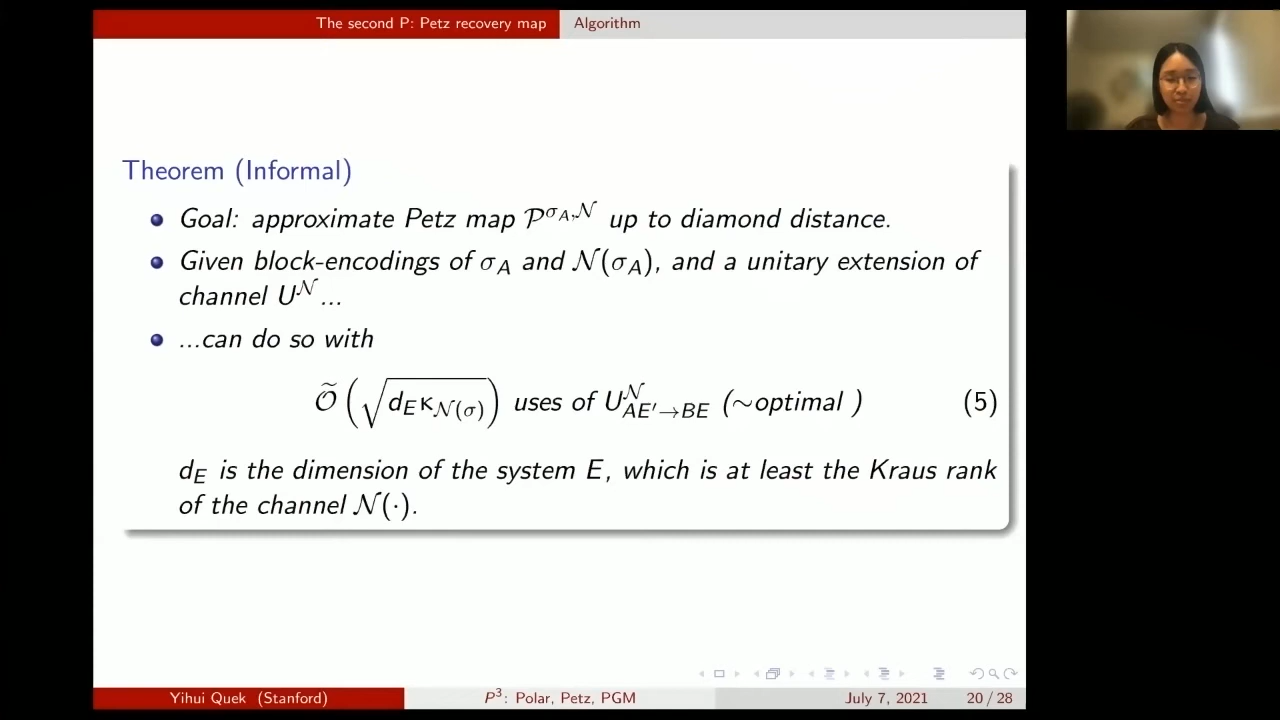 The second P: Petz recovery map Algorithm
Theorem (Informal)
Goal: approximate Petz map 𝒫^{σ_A,𝒩} up to diamond distance.
Given block-encodings of σ_A and 𝒩(σ_A), and a unitary extension of
channel U^𝒩...
...can do so with
Õ(√(d_E κ_{𝒩(σ)})) uses of U^𝒩_{AE′→BE} (∼optimal ) (5)
d_E is the dimension of the system E, which is at least the Kraus rank
of the channel 𝒩(·).
Yihui Quek (Stanford) P³: Polar, Petz, PGM July 7, 2021 20 / 28